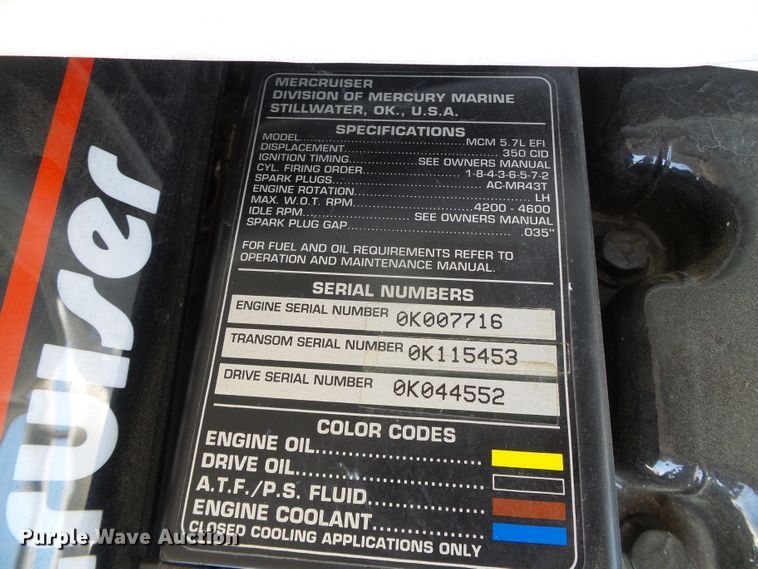 MERCRUISER
DIVISION OF MERCURY MARINE
STILLWATER, OK., U.S.A.
SPECIFICATIONS
MODEL..............................MCM 5.7L EFI
DISPLACEMENT..............................350 CID
IGNITION TIMING....................SEE OWNERS MANUAL
CYL. FIRING ORDER....................1-8-4-3-6-5-7-2
SPARK PLUGS..............................AC-MR43T
ENGINE ROTATION..............................LH
MAX. W.O.T. RPM....................4200 - 4600
IDLE RPM....................SEE OWNERS MANUAL
SPARK PLUG GAP..............................035"
FOR FUEL AND OIL REQUIREMENTS REFER TO
OPERATION AND MAINTENANCE MANUAL.
SERIAL NUMBERS
ENGINE SERIAL NUMBER 0K007716
TRANSOM SERIAL NUMBER 0K115453
DRIVE SERIAL NUMBER 0K044552
COLOR CODES
ENGINE OIL....................
DRIVE OIL....................
A.T.F./P.S. FLUID..............
ENGINE COOLANT..............
CLOSED COOLING APPLICATIONS ONLY
ruiser
Purple Wave Auction